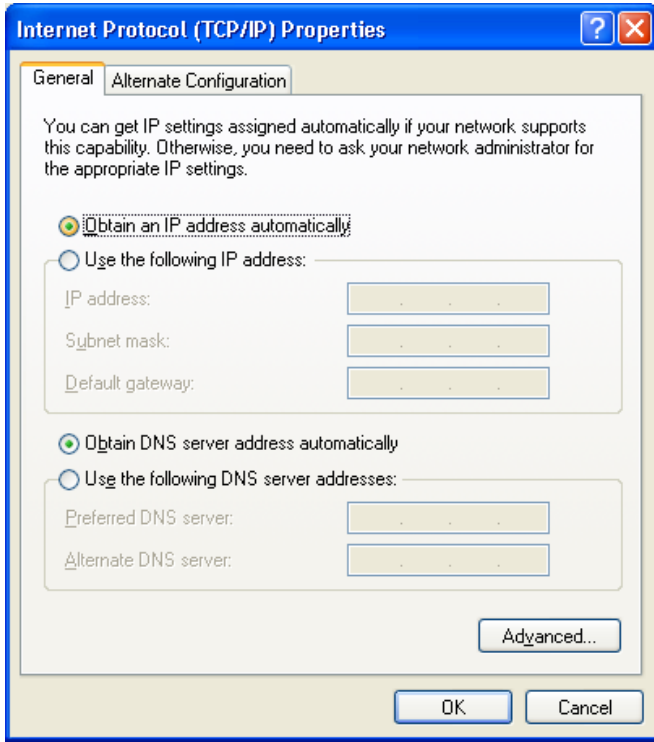 Internet Protocol (TCP/IP) Properties
General
Alternate Configuration
You can get IP settings assigned automatically if your network supports
this capability. Otherwise, you need to ask your network administrator for
the appropriate IP settings.
Obtain an IP address automatically
Use the following IP address:
IP address:
Subnet mask:
Default gateway:
Obtain DNS server address automatically
Use the following DNS server addresses:
Preferred DNS server:
Alternate DNS server:
Advanced...
OK
Cancel